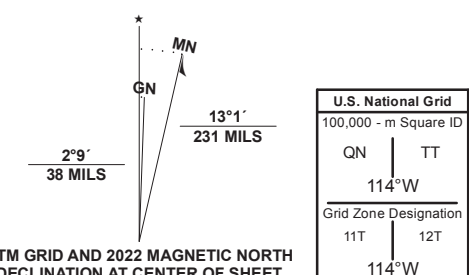 MN
GN
13°1´
231 MILS
2°9´
38 MILS
TM GRID AND 2022 MAGNETIC NORTH
DECLINATION AT CENTER OF SHEET
U.S. National Grid
100,000 - m Square ID
QN TT
114°W
Grid Zone Designation
11T 12T
114°W